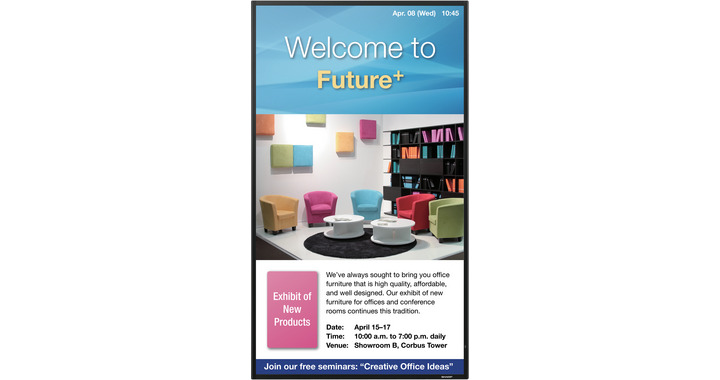 Apr. 08 (Wed) 10:45
Welcome to
Future+
Exhibit of
New
Products
We've always sought to bring you office
furniture that is high quality, affordable,
and well designed. Our exhibit of new
furniture for offices and conference
rooms continues this tradition.
Date: April 15–17
Time: 10:00 a.m. to 7:00 p.m. daily
Venue: Showroom B, Corbus Tower
Join our free seminars: “Creative Office Ideas”